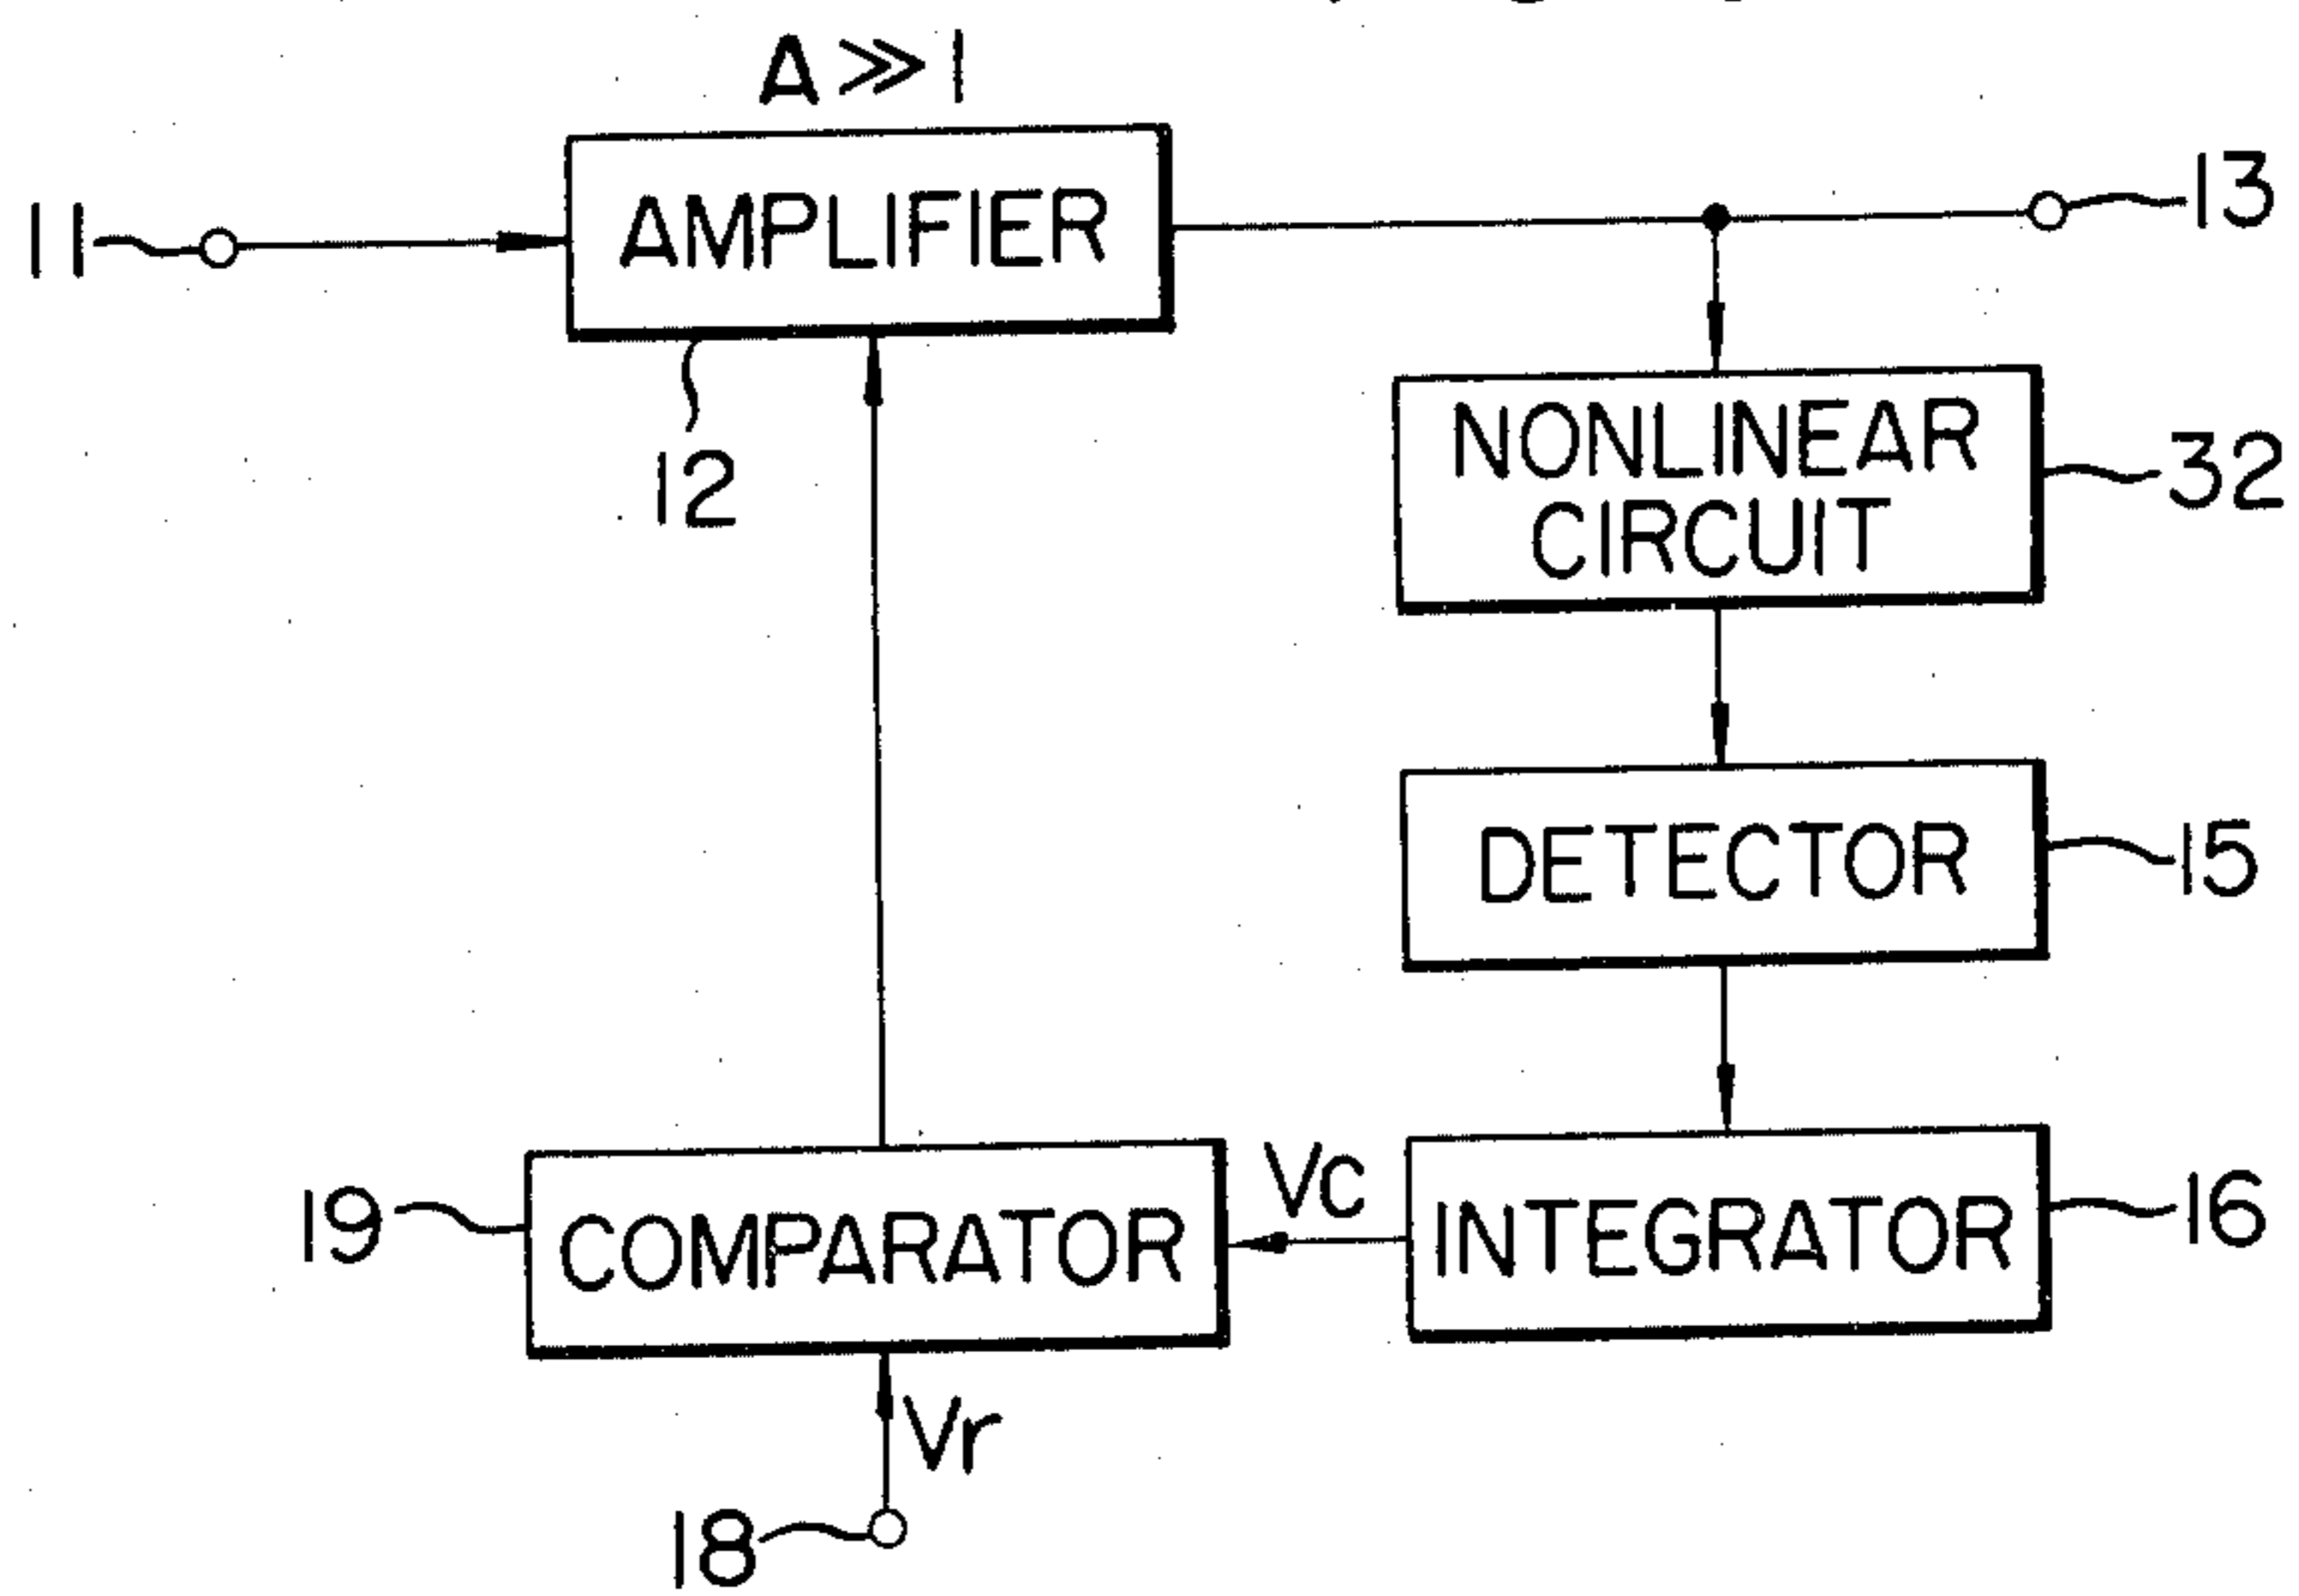 A ≫ 1
11
AMPLIFIER
13
12
NONLINEAR
CIRCUIT
32
DETECTOR
15
19
COMPARATOR
Vc
INTEGRATOR
16
Vr
18